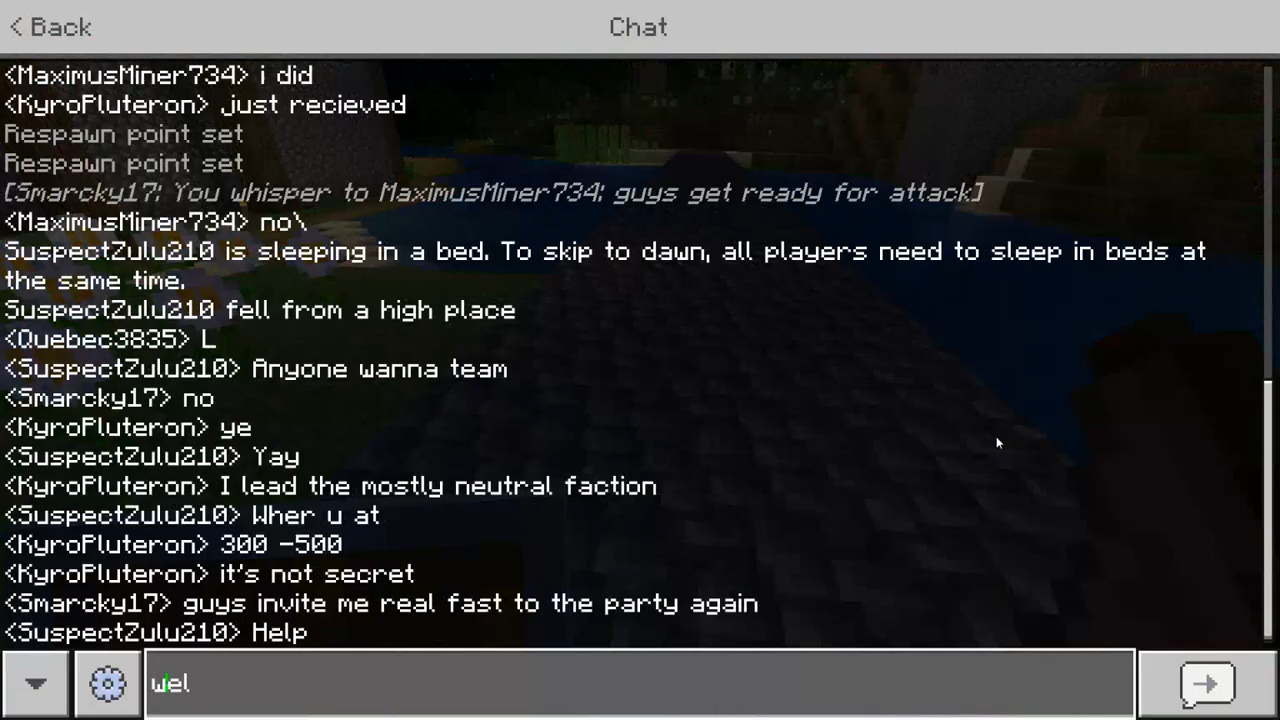 < Back
Chat
<MaximusMiner734> i did
<KyroPluteron> just recieved
Respawn point set
Respawn point set
[Smarcky17: You whisper to MaximusMiner734: guys get ready for attack]
<MaximusMiner734> no\
SuspectZulu210 is sleeping in a bed. To skip to dawn, all players need to sleep in beds at
the same time.
SuspectZulu210 fell from a high place
<Quebec3835> L
<SuspectZulu210> Anyone wanna team
<Smarcky17> no
<KyroPluteron> ye
<SuspectZulu210> Yay
<KyroPluteron> I lead the mostly neutral faction
<SuspectZulu210> Wher u at
<KyroPluteron> 300 -500
<KyroPluteron> it's not secret
<Smarcky17> guys invite me real fast to the party again
<SuspectZulu210> Help
wel